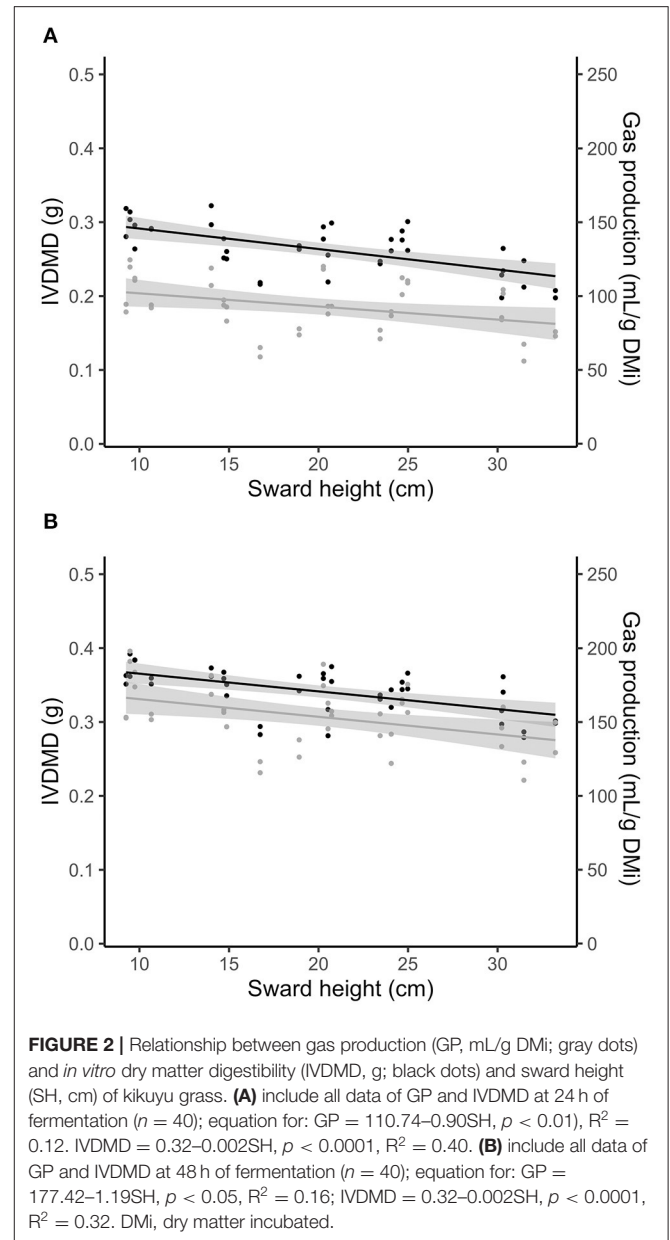 A
0.5
0.4
0.3
0.2
0.1
0.0
IVDMD (g)
250
200
150
100
50
0
Gas production (mL/g DMi)
10 15 20 25 30
Sward height (cm)
B
0.5
0.4
0.3
0.2
0.1
0.0
IVDMD (g)
250
200
150
100
50
0
Gas production (mL/g DMi)
10 15 20 25 30
Sward height (cm)
FIGURE 2 | Relationship between gas production (GP, mL/g DMi; gray dots)
and in vitro dry matter digestibility (IVDMD, g; black dots) and sward height
(SH, cm) of kikuyu grass. (A) include all data of GP and IVDMD at 24 h of
fermentation (n = 40); equation for: GP = 110.74–0.90SH, p < 0.01), R² =
0.12. IVDMD = 0.32–0.002SH, p < 0.0001, R² = 0.40. (B) include all data of
GP and IVDMD at 48 h of fermentation (n = 40); equation for: GP =
177.42–1.19SH, p < 0.05, R² = 0.16; IVDMD = 0.32–0.002SH, p < 0.0001,
R² = 0.32. DMi, dry matter incubated.